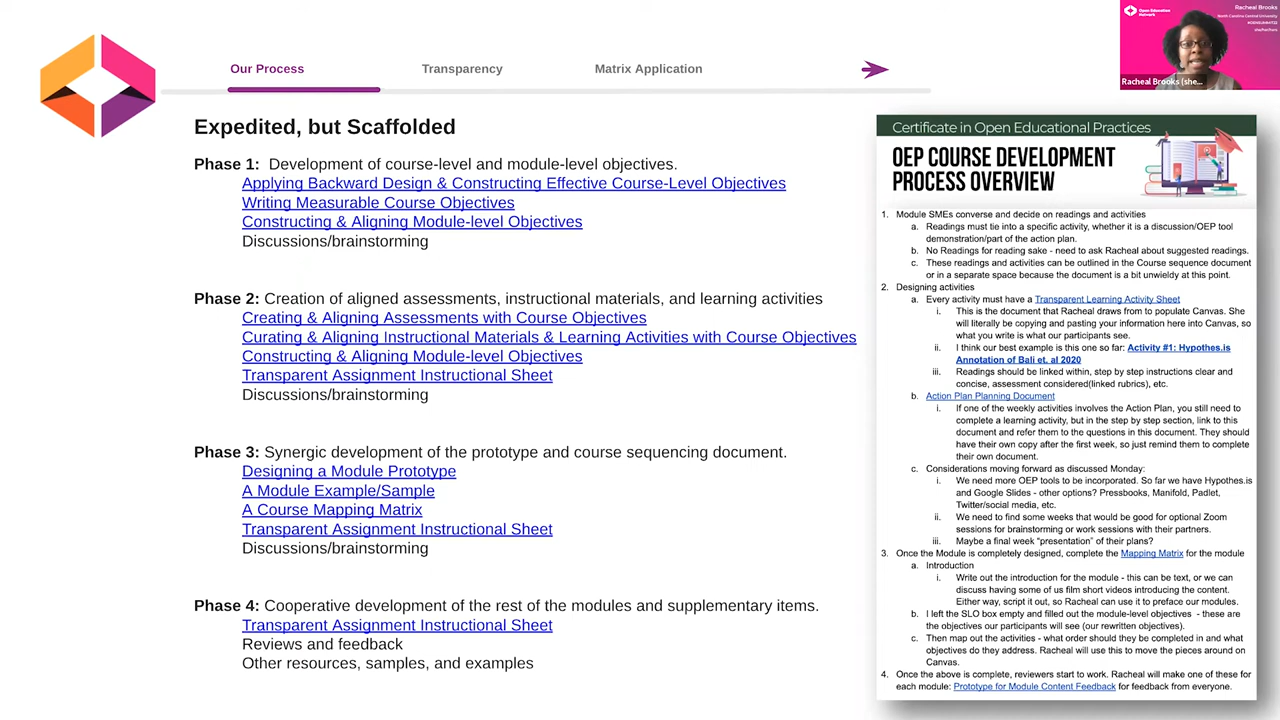 Our Process
Transparency
Matrix Application
Open Education
Network
Racheal Brooks
North Carolina Central University
she/her/hers
Racheal Brooks (she...
Expedited, but Scaffolded
Phase 1: Development of course-level and module-level objectives.
Applying Backward Design & Constructing Effective Course-Level Objectives
Writing Measurable Course Objectives
Constructing & Aligning Module-level Objectives
Discussions/brainstorming
Phase 2: Creation of aligned assessments, instructional materials, and learning activities
Creating & Aligning Assessments with Course Objectives
Curating & Aligning Instructional Materials & Learning Activities with Course Objectives
Constructing & Aligning Module-level Objectives
Transparent Assignment Instructional Sheet
Discussions/brainstorming
Phase 3: Synergic development of the prototype and course sequencing document.
Designing a Module Prototype
A Module Example/Sample
A Course Mapping Matrix
Transparent Assignment Instructional Sheet
Discussions/brainstorming
Phase 4: Cooperative development of the rest of the modules and supplementary items.
Transparent Assignment Instructional Sheet
Reviews and feedback
Other resources, samples, and examples
Certificate in Open Educational Practices
OEP COURSE DEVELOPMENT
PROCESS OVERVIEW
1. Module SMEs converse and decide on readings and activities
a. Readings must tie into a specific activity, whether it is a discussion/OEP tool
demonstration/part of the action plan.
b. No Readings for reading sake - need to ask Racheal about suggested readings.
c. These readings and activities can be outlined in the Course sequence document
or in a separate space because the document is a bit unwieldy at this point.
2. Designing activities
a. Every activity must have a Transparent Learning Activity Sheet
i. This is the document that Racheal draws from to populate Canvas. She
will literally be copying and pasting your information here into Canvas, so
what you write is what our participants see.
ii. I think our best example is this one so far: Activity #1: Hypothes.is
Annotation of Bali et. al 2020
iii. Readings should be linked within, step by step instructions clear and
concise, assessment considered(linked rubrics), etc.
b. Action Plan Planning Document
i. If one of the weekly activities involves the Action Plan, you still need to
complete a learning activity, but in the step by step section, link to this
document and refer them to the questions in this document. They should
have their own copy after the first week, so just remind them to complete
their own document.
c. Considerations moving forward as discussed Monday:
i. We need more OEP tools to be incorporated. So far we have Hypothes.is
and Google Slides - other options? Pressbooks, Manifold, Padlet,
Twitter/social media, etc.
ii. We need to find some weeks that would be good for optional Zoom
sessions for brainstorming or work sessions with their partners.
iii. Maybe a final week "presentation" of their plans?
3. Once the Module is completely designed, complete the Mapping Matrix for the module
a. Introduction
i. Write out the introduction for the module - this can be text, or we can
discuss having some of us film short videos introducing the content.
Either way, script it out, so Racheal can use it to preface our modules.
b. I left the SLO box empty and filled out the module-level objectives - these are
the objectives our participants will see (our rewritten objectives).
c. Then map out the activities - what order should they be completed in and what
objectives do they address. Racheal will use this to move the pieces around on
Canvas.
4. Once the above is complete, reviewers start to work. Racheal will make one of these for
each module: Prototype for Module Content Feedback for feedback from everyone.